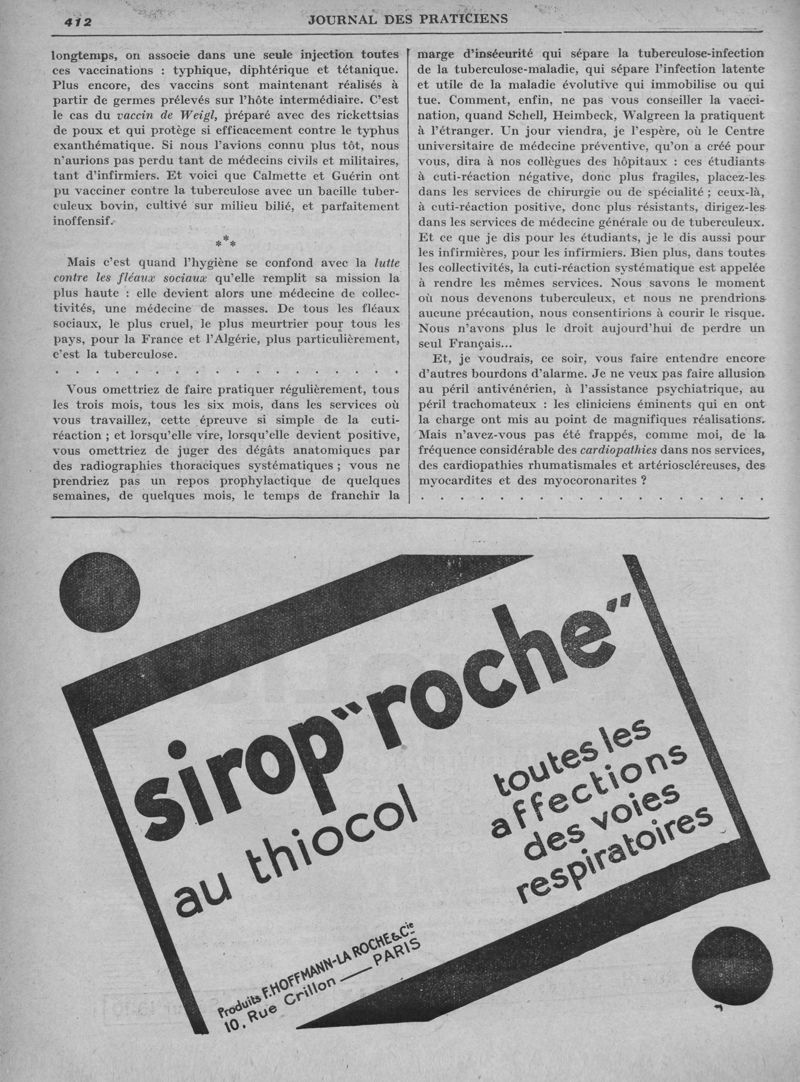 412
JOURNAL DES PRATICIENS
longtemps, on associe dans une seule injection toutes
ces vaccinations : typhique, diphtérique et tétanique.
Plus encore, des vaccins sont maintenant réalisés à
partir de germes prélevés sur l'hôte intermédiaire. C'est
le cas du vaccin de Weigl, préparé avec des rickettsias
de poux et qui protège si efficacement contre le typhus
exanthématique. Si nous l'avions connu plus tôt, nous
n'aurions pas perdu tant de médecins civils et militaires,
tant d'infirmiers. Et voici que Calmette et Guérin ont
pu vacciner contre la tuberculose avec un bacille tuber-
culeux bovin, cultivé sur milieu bilié, et parfaitement
inoffensif.
***
Mais c'est quand l'hygiène se confond avec la lutte
contre les fléaux sociaux qu'elle remplit sa mission la
plus haute : elle devient alors une médecine de collec-
tivités, une médecine de masses. De tous les fléaux
sociaux, le plus cruel, le plus meurtrier pour tous les
pays, pour la France et l'Algérie, plus particulièrement,
c'est la tuberculose.
. . . . . . . . . . . . . . . . . .
Vous omettriez de faire pratiquer régulièrement, tous
les trois mois, tous les six mois, dans les services où
vous travaillez, cette épreuve si simple de la cuti-
réaction ; et lorsqu'elle vire, lorsqu'elle devient positive,
vous omettriez de juger des dégâts anatomiques par
des radiographies thoraciques systématiques ; vous ne
prendriez pas un repos prophylactique de quelques
semaines, de quelques mois, le temps de franchir la
marge d'insécurité qui sépare la tuberculose-infection
de la tuberculose-maladie, qui sépare l'infection latente
et utile de la maladie évolutive qui immobilise ou qui
tue. Comment, enfin, ne pas vous conseiller la vacci-
nation, quand Schell, Heimbeck, Walgreen la pratiquent
à l'étranger. Un jour viendra, je l'espère, où le Centre
universitaire de médecine préventive, qu'on a créé pour
vous, dira à nos collègues des hôpitaux : ces étudiants
à cuti-réaction négative, donc plus fragiles, placez-les
dans les services de chirurgie ou de spécialité ; ceux-là,
à cuti-réaction positive, donc plus résistants, dirigez-les
dans les services de médecine générale ou de tuberculeux.
Et ce que je dis pour les étudiants, je le dis aussi pour
les infirmières, pour les infirmiers. Bien plus, dans toutes
les collectivités, la cuti-réaction systématique est appelée
à rendre les mêmes services. Nous savons le moment
où nous devenons tuberculeux, et nous ne prendrions
aucune précaution, nous consentirions à courir le risque.
Nous n'avons plus le droit aujourd'hui de perdre un
seul Français...
Et, je voudrais, ce soir, vous faire entendre encore
d'autres bourdons d'alarme. Je ne veux pas faire allusion
au péril antivénérien, à l'assistance psychiatrique, au
péril trachomateux : les cliniciens éminents qui en ont
la charge ont mis au point de magnifiques réalisations.
Mais n'avez-vous pas été frappés, comme moi, de la
fréquence considérable des cardiopathies dans nos services,
des cardiopathies rhumatismales et artérioscléreuses, des
myocardites et des myocoronarites ?
. . . . . . . . . . . . . . . . . .
sirop "roche"
au thiocol
toutes les
affections
des voies
respiratoires
Produits F. HOFFMANN-LA ROCHE & Cie
10, Rue Crillon — PARIS